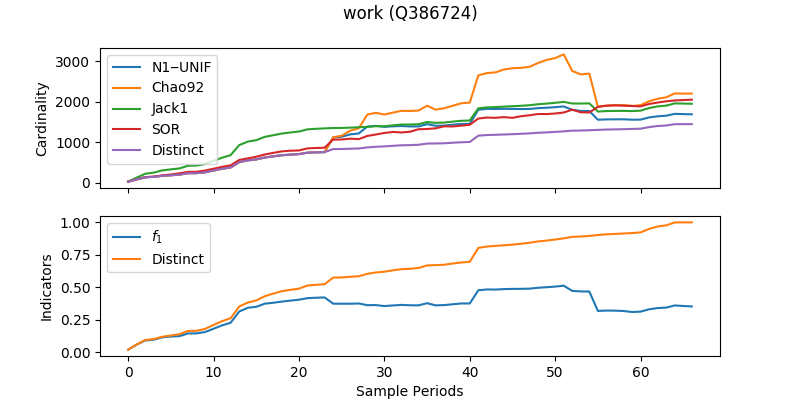 work (Q386724)
3000
2000
1000
0
Cardinality
N1‒UNIF
Chao92
Jack1
SOR
Distinct
1.00
0.75
0.50
0.25
0.00
Indicators
f₁
Distinct
0 10 20 30 40 50 60
Sample Periods